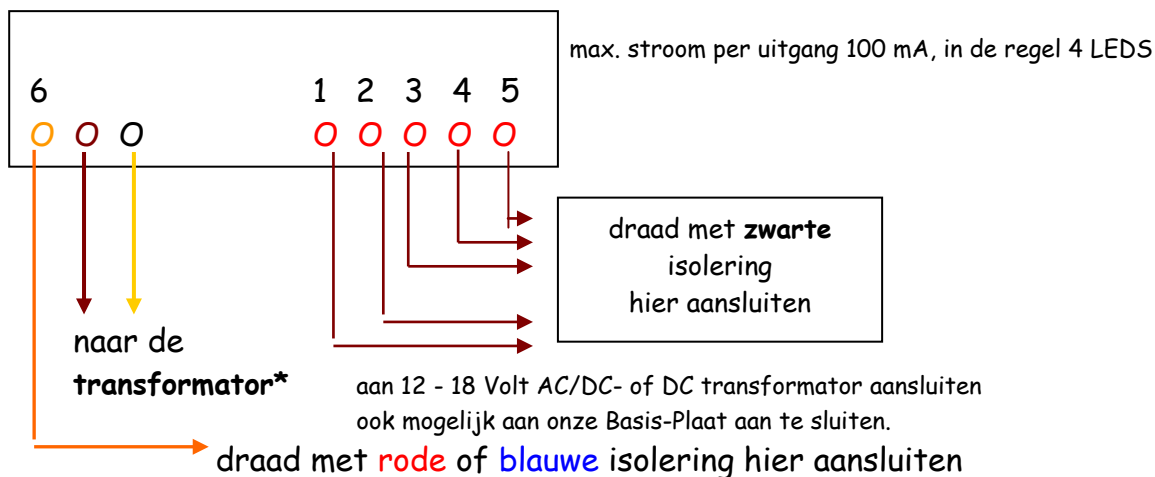 max. stroom per uitgang 100 mA, in de regel 4 LEDS
6 1 2 3 4 5
O O O O O O O O
draad met zwarte
isolering
hier aansluiten
naar de
transformator*
aan 12 - 18 Volt AC/DC- of DC transformator aansluiten
ook mogelijk aan onze Basis-Plaat aan te sluiten.
draad met rode of blauwe isolering hier aansluiten